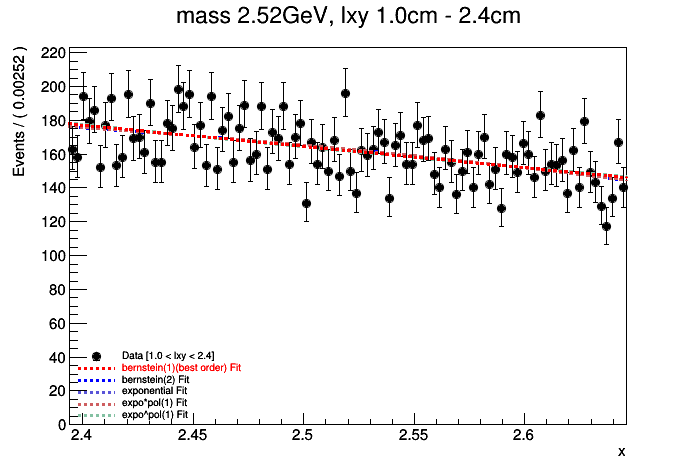 mass 2.52GeV, lxy 1.0cm - 2.4cm
Events / ( 0.00252 )
220
200
180
160
140
120
100
80
60
40
20
0
Data [1.0 < lxy < 2.4]
bernstein(1)(best order) Fit
bernstein(2) Fit
exponential Fit
expo*pol(1) Fit
expo*pol(1) Fit
2.4 2.45 2.5 2.55 2.6
x